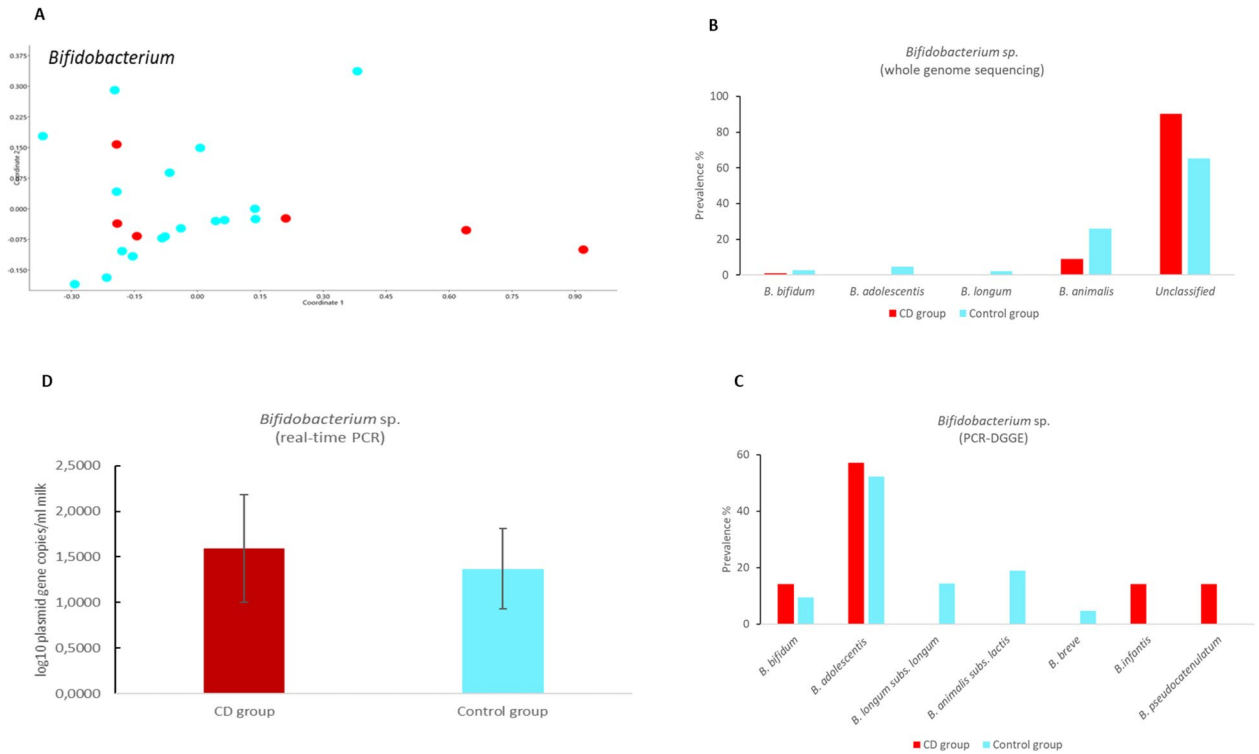 A
Bifidobacterium
0.375
0.300
0.225
0.150
0.075
0.000
-0.075
-0.150
Coordinate 2
-0.30 -0.15 0.00 0.15 0.30 0.45 0.60 0.75 0.90
Coordinate 1
B
Bifidobacterium sp.
(whole genome sequencing)
Prevalence %
100
80
60
40
20
0
B. bifidum B. adolescentis B. longum B. animalis Unclassified
CD group Control group
D
Bifidobacterium sp.
(real-time PCR)
log10 plasmid gene copies/ml milk
2,5000
2,0000
1,5000
1,0000
0,5000
0,0000
CD group Control group
C
Bifidobacterium sp.
(PCR-DGGE)
Prevalence %
60
40
20
0
B. bifidum
B. adolescentis
B. longum subs. longum
B. animalis subs. lactis
B. breve
B.infantis
B. pseudocatenulatum
CD group Control group